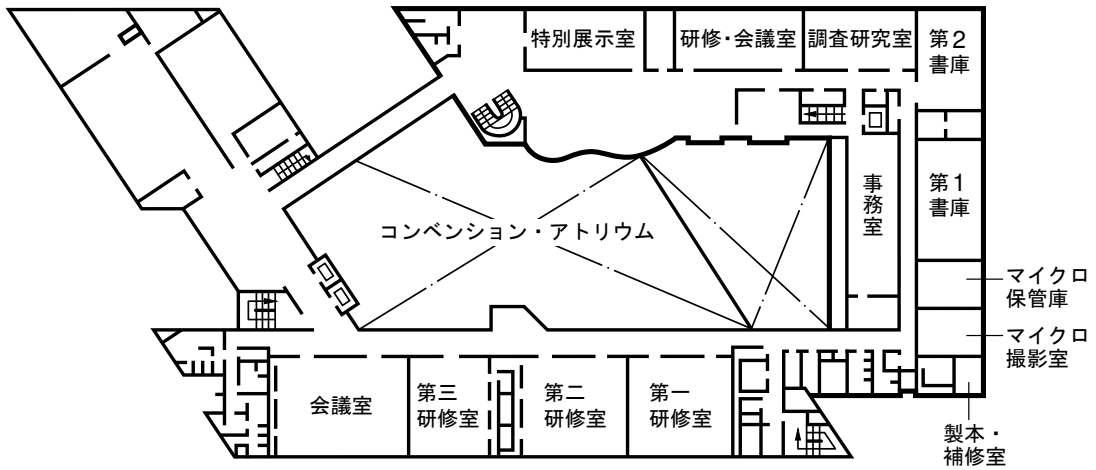 特別展示室
研修・会議室
調査研究室
第2
書庫
コンベンション・アトリウム
事務室
第1
書庫
マイクロ
保管庫
マイクロ
撮影室
会議室
第三
研修室
第二
研修室
第一
研修室
製本・
補修室